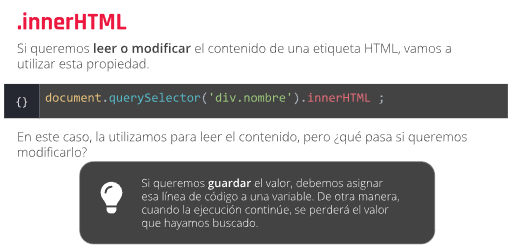 .innerHTML
Si queremos leer o modificar el contenido de una etiqueta HTML, vamos a
utilizar esta propiedad.
{} document.querySelector('div.nombre').innerHTML ;
En este caso, la utilizamos para leer el contenido, pero ¿qué pasa si queremos
modificarlo?
Si queremos guardar el valor, debemos asignar
esa línea de código a una variable. De otra manera,
cuando la ejecución continúe, se perderá el valor
que hayamos buscado.